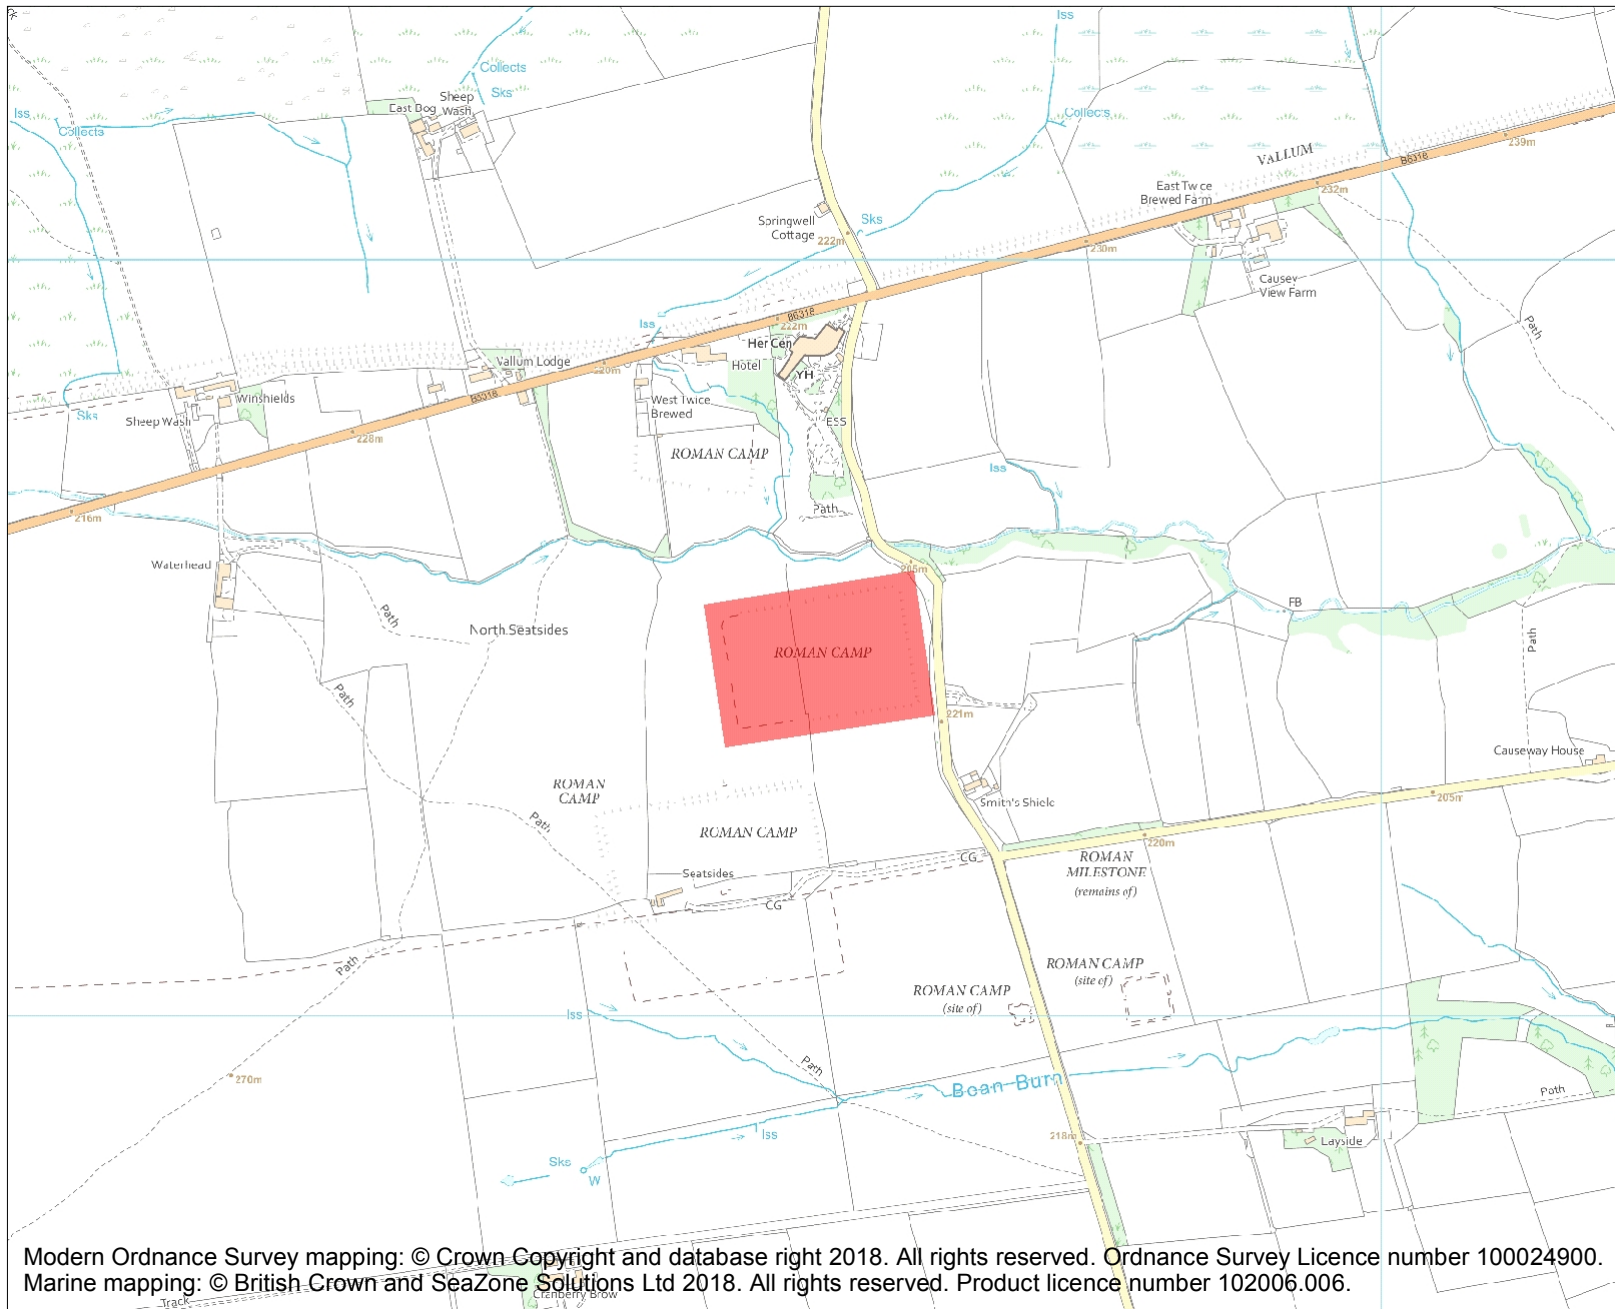 Iss
Iss
Collects
Sks
Sheep
Wash
East Bog
Iss
Collects
Collects
239m
B6318
VALLUM
232m
East Twice
Brewed Farm
Springwell
Cottage
Sks
222m
230m
Causey
View Farm
Path
Iss
B6318
222m
Her Cen
Hotel
YH
Vallum Lodge
220m
B6318
Winshields
Sheep Wash
Sks
228m
West Twice
Brewed
ESS
ROMAN CAMP
Iss
216m
Path
Waterhead
206m
Path
North Seatsides
FB
Path
ROMAN CAMP
Path
221m
Causeway House
ROMAN
CAMP
Smith's Shield
205m
Path
ROMAN CAMP
220m
CG
ROMAN
MILESTONE
(remains of)
Seatsides
CG
Path
ROMAN CAMP
(site of)
ROMAN CAMP
(site of)
Iss
Path
270m
Bean Burn
Path
Iss
218m
Layside
Sks
W
Modern Ordnance Survey mapping: © Crown Copyright and database right 2018. All rights reserved. Ordnance Survey Licence number 100024900.
Marine mapping: © British Crown and SeaZone Solutions Ltd 2018. All rights reserved. Product licence number 102006.006.
Cranberry Brow
Track